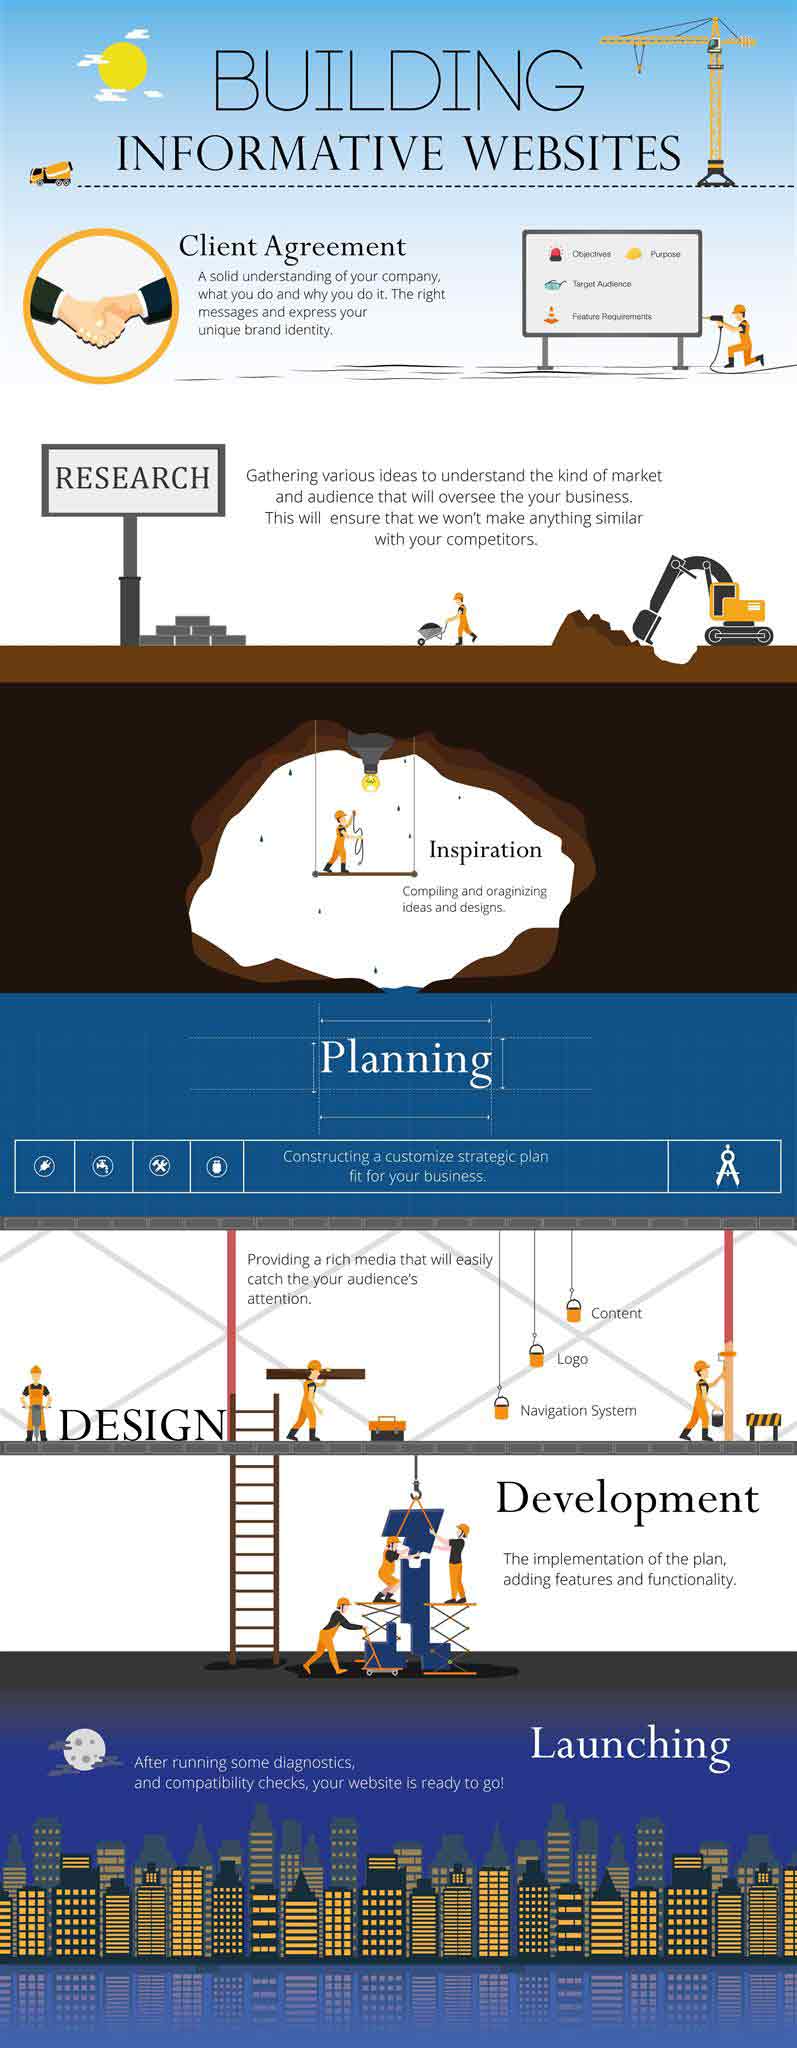 BUILDING
INFORMATIVE WEBSITES
Client Agreement
A solid understanding of your company,
what you do and why you do it. The right
messages and express your
unique brand identity.
Objectives
Purpose
Target Audience
Feature Requirements
RESEARCH
Gathering various ideas to understand the kind of market
and audience that will oversee the your business.
This will ensure that we won't make anything similar
with your competitors.
Inspiration
Compiling and oraginizing
ideas and designs.
Planning
Constructing a customize strategic plan
fit for your business.
Providing a rich media that will easily
catch the your audience's
attention.
Content
Logo
Navigation System
DESIGN
Development
The implementation of the plan,
adding features and functionality.
Launching
After running some diagnostics,
and compatibility checks, your website is ready to go!